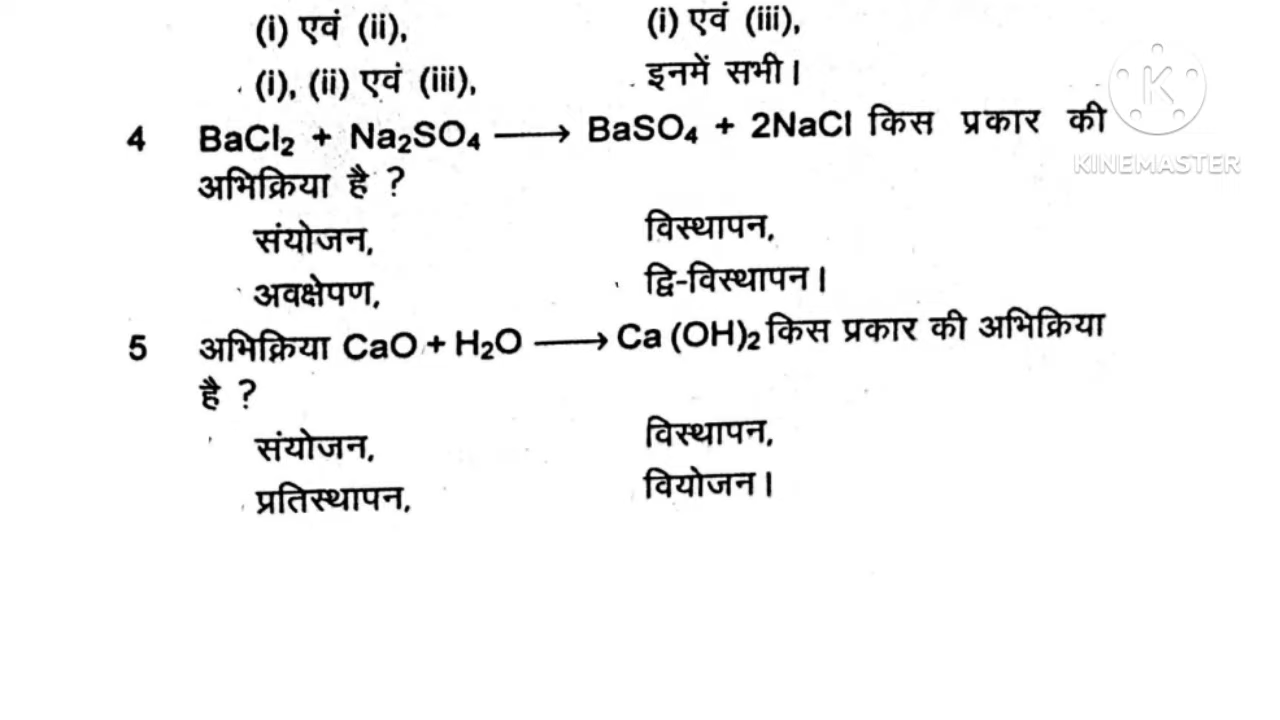 (i) एवं (ii), (i) एवं (iii),
(i), (ii) एवं (iii), इनमें सभी।
4 BaCl₂ + Na₂SO₄ ⟶ BaSO₄ + 2NaCl किस प्रकार की
KINEMASTER
अभिक्रिया है ?
संयोजन, विस्थापन,
अवक्षेपण, द्वि-विस्थापन।
5 अभिक्रिया CaO + H₂O ⟶ Ca (OH)₂ किस प्रकार की अभिक्रिया
है ?
संयोजन, विस्थापन,
प्रतिस्थापन, वियोजन।